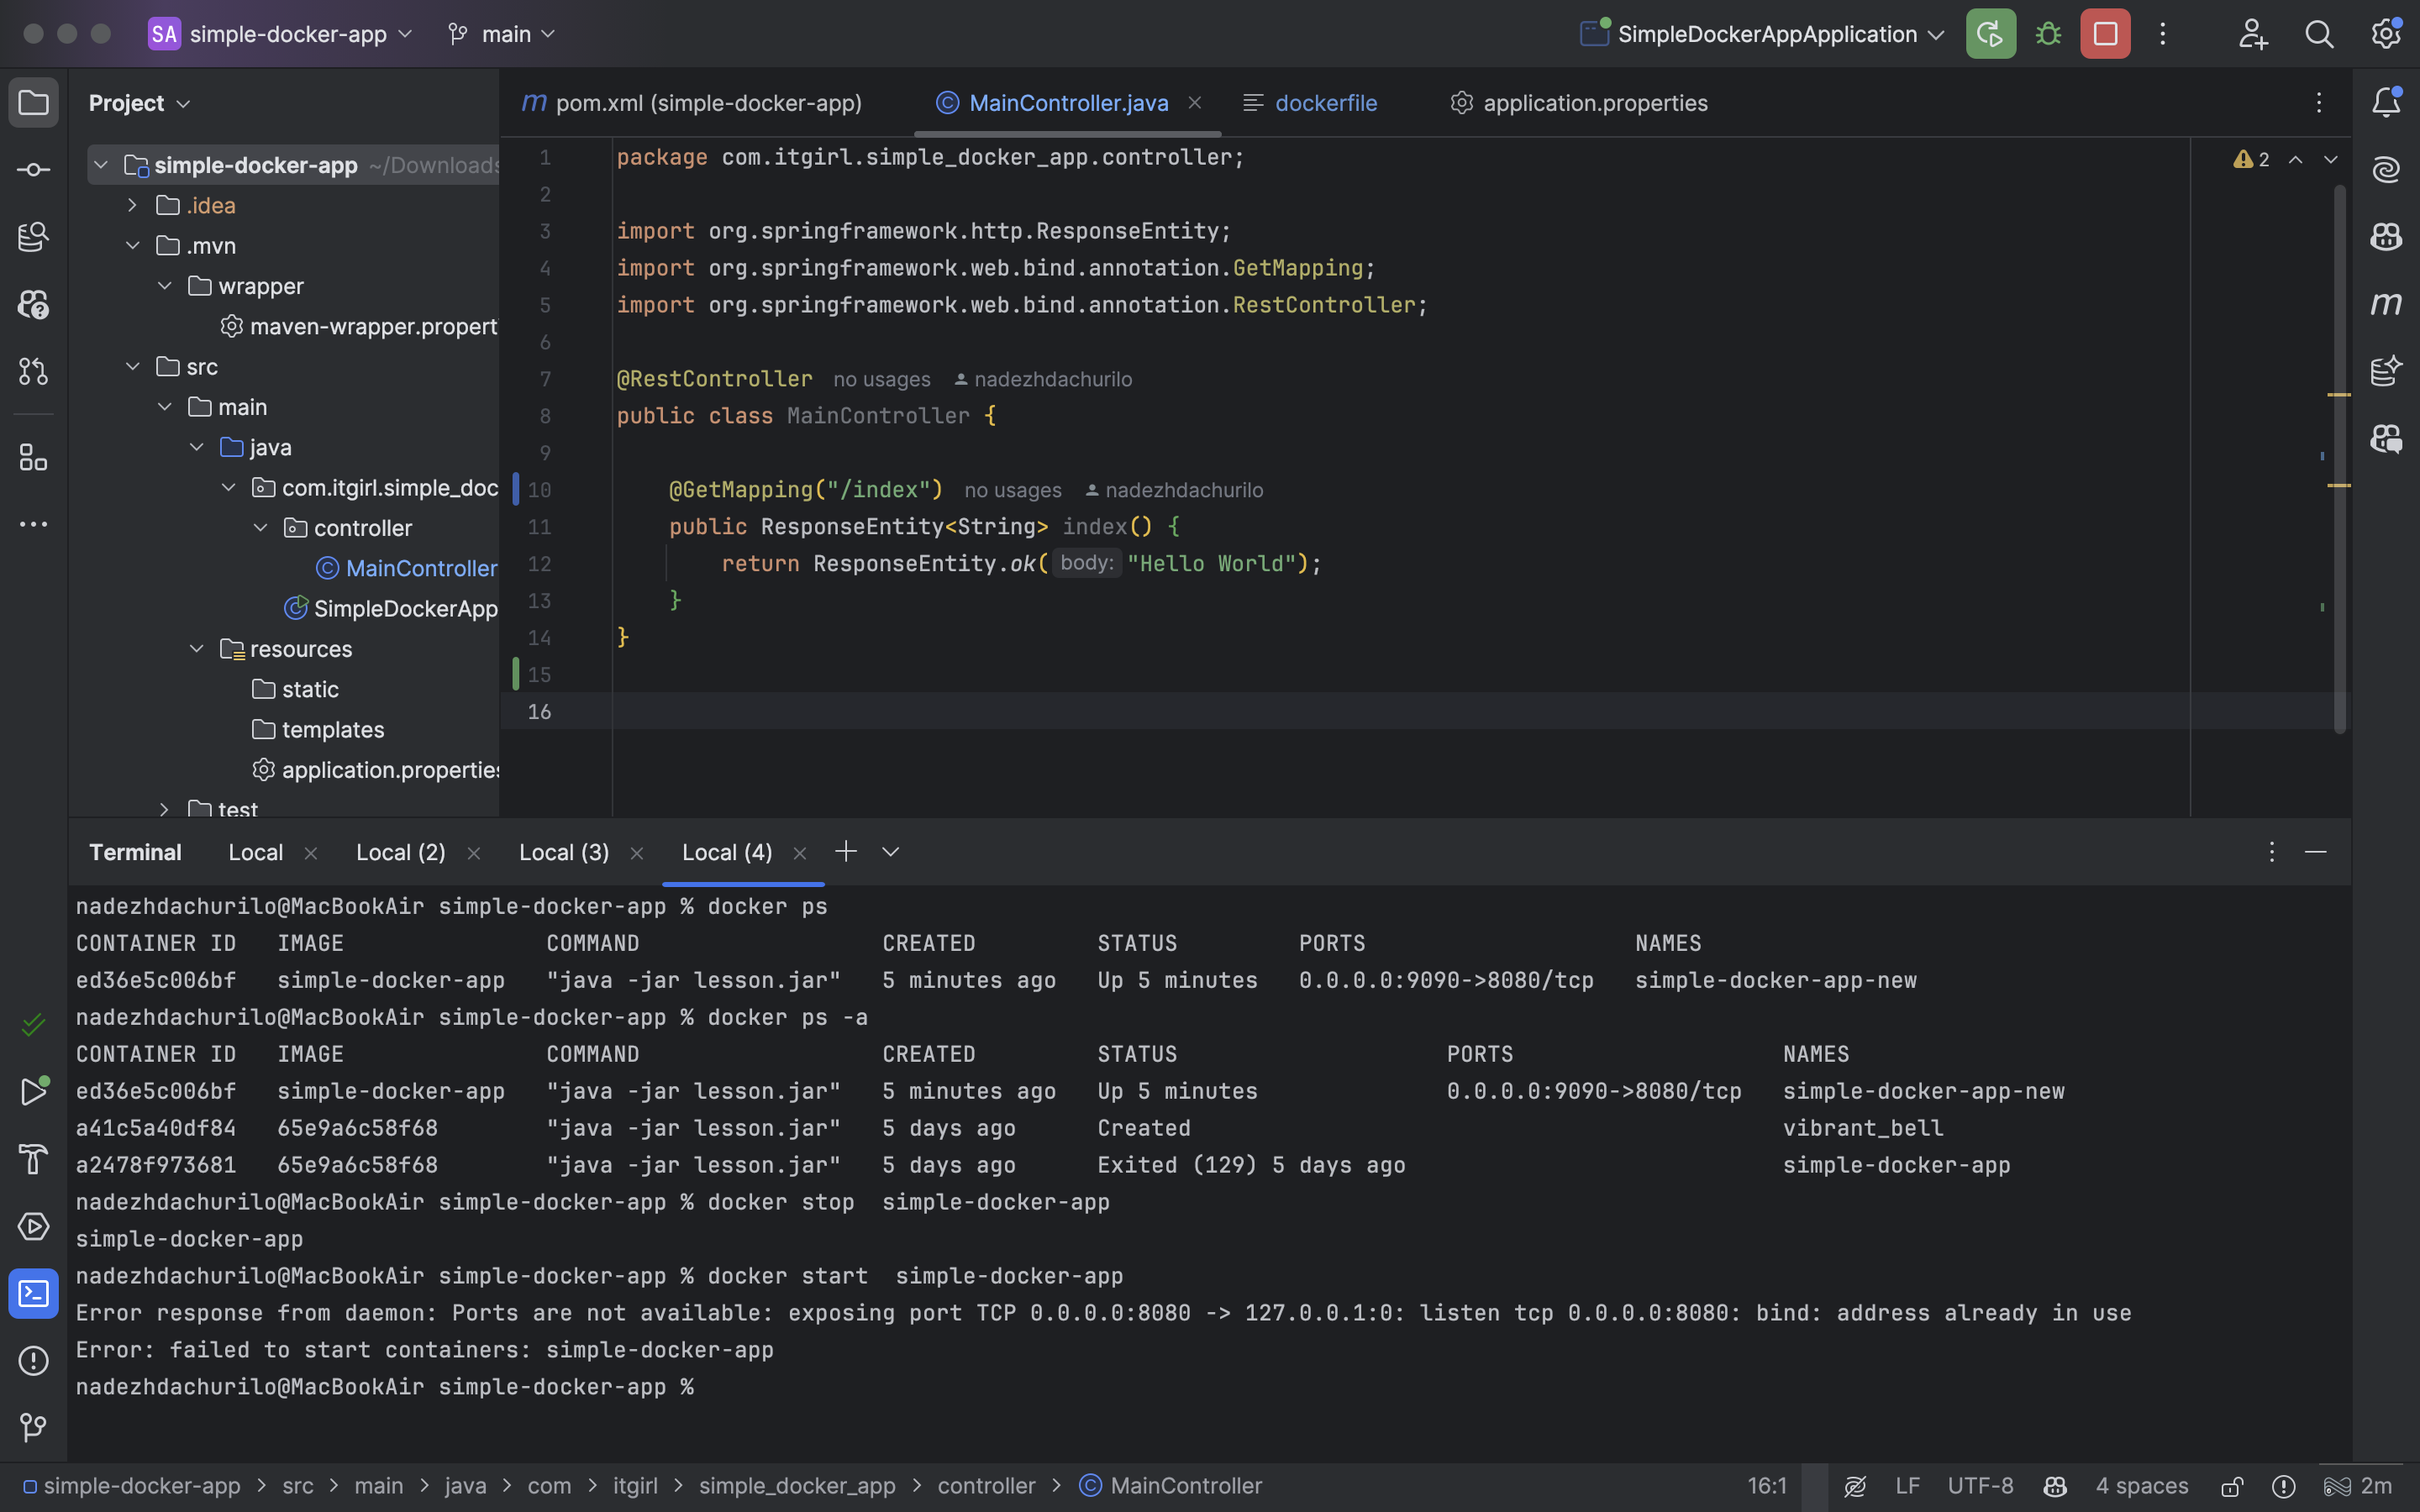 SA simple-docker-app main SimpleDockerAppApplication
Project
simple-docker-app ~/Downloads
.idea
.mvn
wrapper
maven-wrapper.propert
src
main
java
com.itgirl.simple_doc
controller
MainController
SimpleDockerApp
resources
static
templates
application.properties
test
m pom.xml (simple-docker-app) MainController.java dockerfile application.properties
2
1 package com.itgirl.simple_docker_app.controller;
2
3 import org.springframework.http.ResponseEntity;
4 import org.springframework.web.bind.annotation.GetMapping;
5 import org.springframework.web.bind.annotation.RestController;
6
7 @RestController no usages nadezhdachurilo
8 public class MainController {
9
10 @GetMapping("/index") no usages nadezhdachurilo
11 public ResponseEntity<String> index() {
12 return ResponseEntity.ok( body: "Hello World");
13 }
14 }
15
16
Terminal Local Local (2) Local (3) Local (4)
nadezhdachurilo@MacBookAir simple-docker-app % docker ps
CONTAINER ID IMAGE COMMAND CREATED STATUS PORTS NAMES
ed36e5c006bf simple-docker-app "java -jar lesson.jar" 5 minutes ago Up 5 minutes 0.0.0.0:9090->8080/tcp simple-docker-app-new
nadezhdachurilo@MacBookAir simple-docker-app % docker ps -a
CONTAINER ID IMAGE COMMAND CREATED STATUS PORTS NAMES
ed36e5c006bf simple-docker-app "java -jar lesson.jar" 5 minutes ago Up 5 minutes 0.0.0.0:9090->8080/tcp simple-docker-app-new
a41c5a40df84 65e9a6c58f68 "java -jar lesson.jar" 5 days ago Created vibrant_bell
a2478f973681 65e9a6c58f68 "java -jar lesson.jar" 5 days ago Exited (129) 5 days ago simple-docker-app
nadezhdachurilo@MacBookAir simple-docker-app % docker stop  simple-docker-app
simple-docker-app
nadezhdachurilo@MacBookAir simple-docker-app % docker start  simple-docker-app
Error response from daemon: Ports are not available: exposing port TCP 0.0.0.0:8080 -> 127.0.0.1:0: listen tcp 0.0.0.0:8080: bind: address already in use
Error: failed to start containers: simple-docker-app
nadezhdachurilo@MacBookAir simple-docker-app %
simple-docker-app > src > main > java > com > itgirl > simple_docker_app > controller > MainController 16:1 LF UTF-8 4 spaces 2m